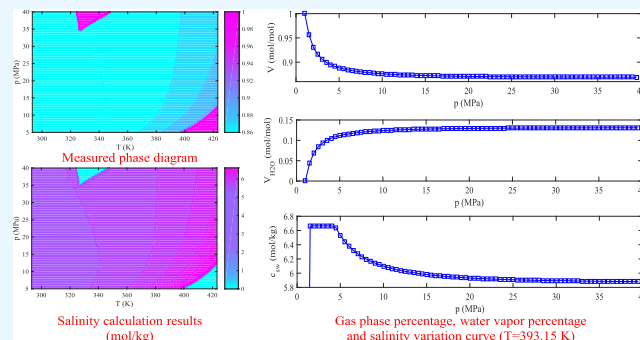 40
35
30
25
20
15
10
5
p (MPa)
300 320 340 360 380 400 420
T (K)
1
0.98
0.96
0.94
0.92
0.9
0.88
0.86
Measured phase diagram
40
35
30
25
20
15
10
5
p(MPa)
300 320 340 360 380 400 420
T (K)
6
5
4
3
2
1
0
Salinity calculation results
(mol/kg)
1
0.95
0.9
V (mol/mol)
0 5 10 15 20 25 30 35 40
p (MPa)
0.15
0.1
0.05
0
V H2O (mol/mol)
0 5 10 15 20 25 30 35 40
p (MPa)
6.8
6.6
6.4
6.2
6
5.8
c sw (mol/kg)
0 5 10 15 20 25 30 35 40
p (MPa)
Gas phase percentage, water vapor percentage
and salinity variation curve (T=393.15 K)